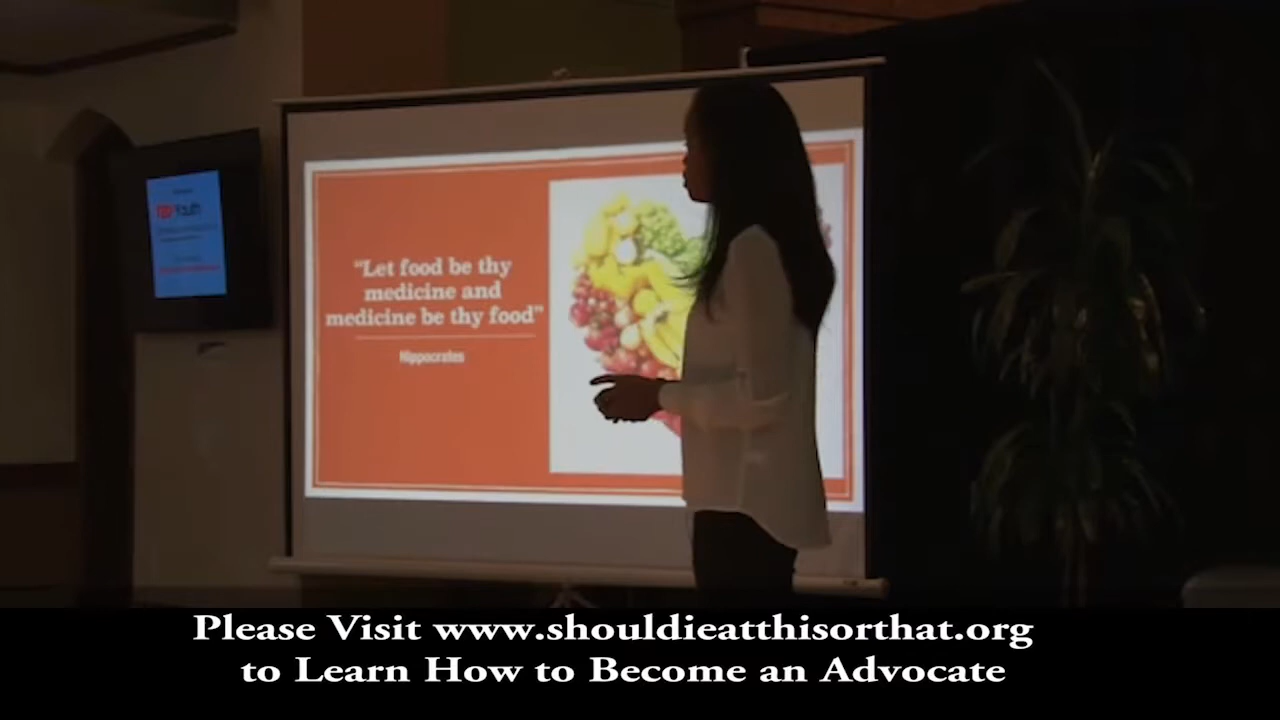 “Let food be thy
medicine and
medicine be thy food”
Hippocrates
Please Visit www.shouldieatthisorthat.org
to Learn How to Become an Advocate